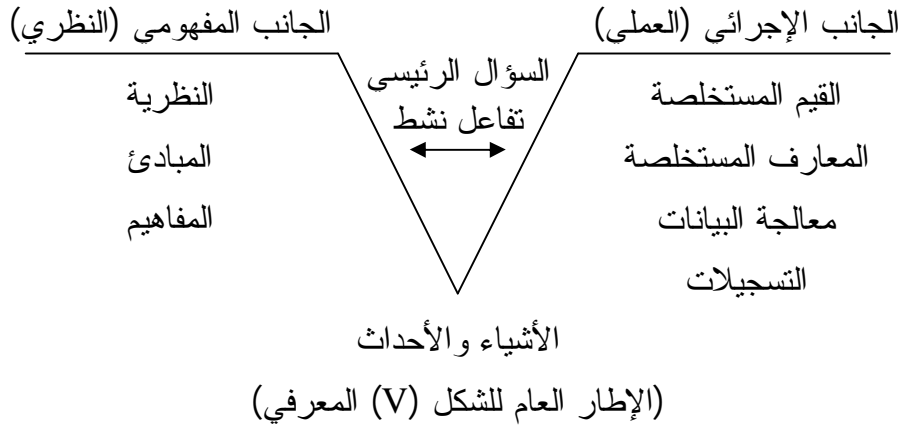 الجانب الإجرائي (العملي)
الجانب المفهومي (النظري)
السؤال الرئيسي
تفاعل نشط
القيم المستخلصة
المعارف المستخلصة
معالجة البيانات
التسجيلات
النظرية
المبادئ
المفاهيم
الأشياء والأحداث
(الإطار العام للشكل (V) المعرفي)